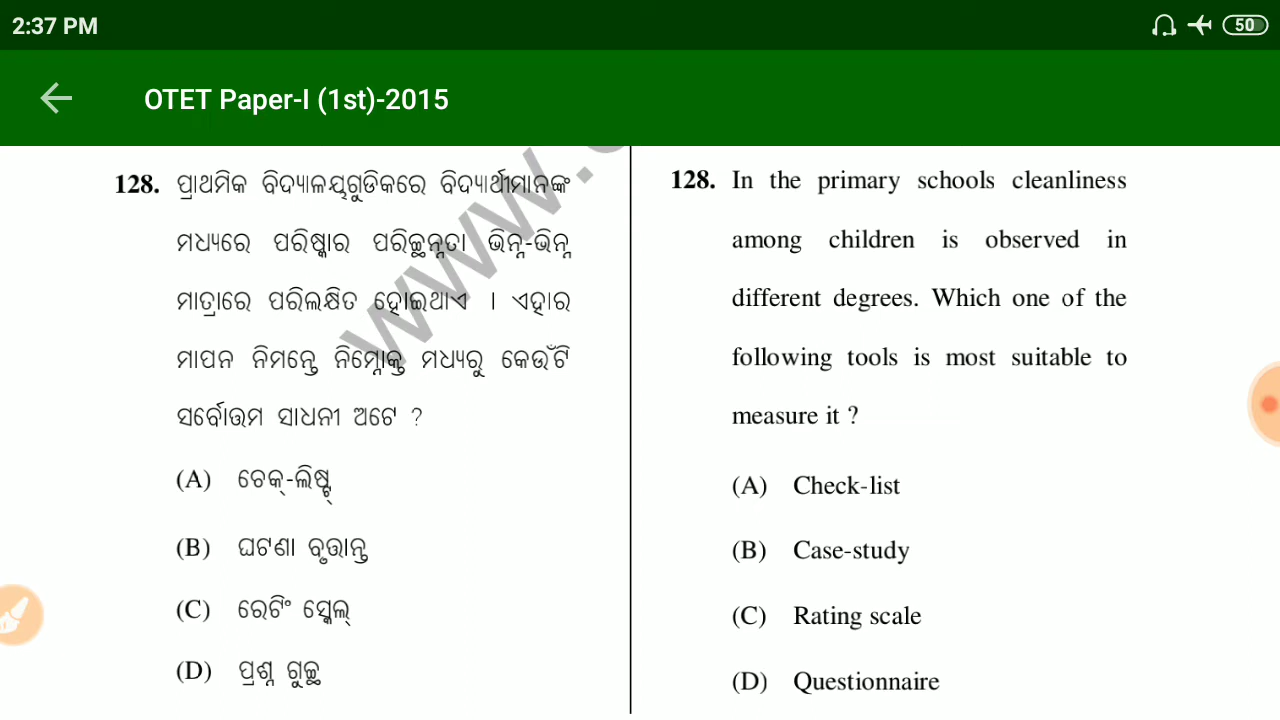 2:37 PM
50
OTET Paper-I (1st)-2015
128. ପ୍ରାଥମିକ ବିଦ୍ୟାଳୟଗୁଡିକରେ ବିଦ୍ୟାର୍ଥୀମାନଙ୍କ
ମଧ୍ୟରେ ପରିଷ୍କାର ପରିଚ୍ଛନ୍ନତା ଭିନ୍ନ-ଭିନ୍ନ
ମାତ୍ରାରେ ପରିଲକ୍ଷିତ ହୋଇଥାଏ । ଏହାର
ମାପନ ନିମନ୍ତେ ନିମ୍ନୋକ୍ତ ମଧ୍ୟରୁ କେଉଁଟି
ସର୍ବୋତ୍ତମ ସାଧନୀ ଅଟେ ?
(A) ଚେକ୍-ଲିଷ୍ଟ୍
(B) ଘଟଣା ବୃତ୍ତାନ୍ତ
(C) ରେଟିଂ ସ୍କେଲ୍
(D) ପ୍ରଶ୍ନ ଗୁଚ୍ଛ
128. In the primary schools cleanliness
among children is observed in
different degrees. Which one of the
following tools is most suitable to
measure it ?
(A) Check-list
(B) Case-study
(C) Rating scale
(D) Questionnaire
www.